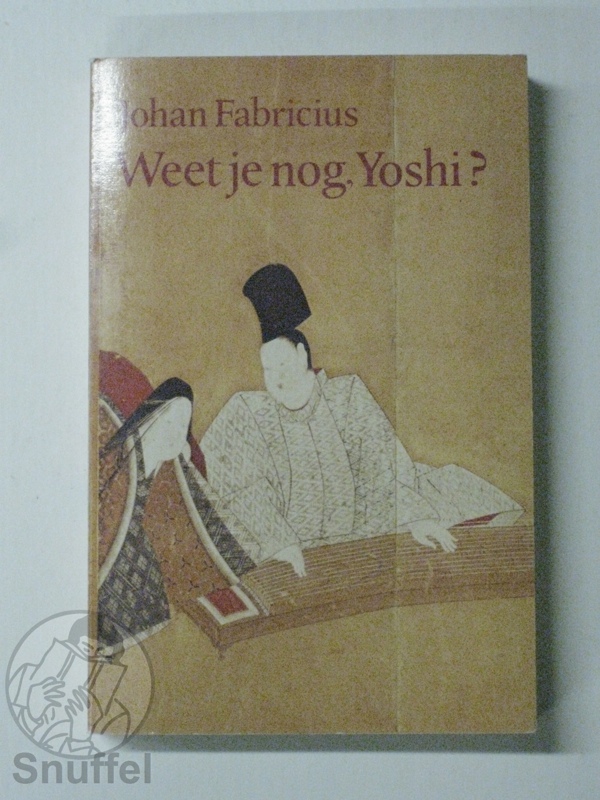 Johan Fabricius
Weet je nog, Yoshi?
Snuffel